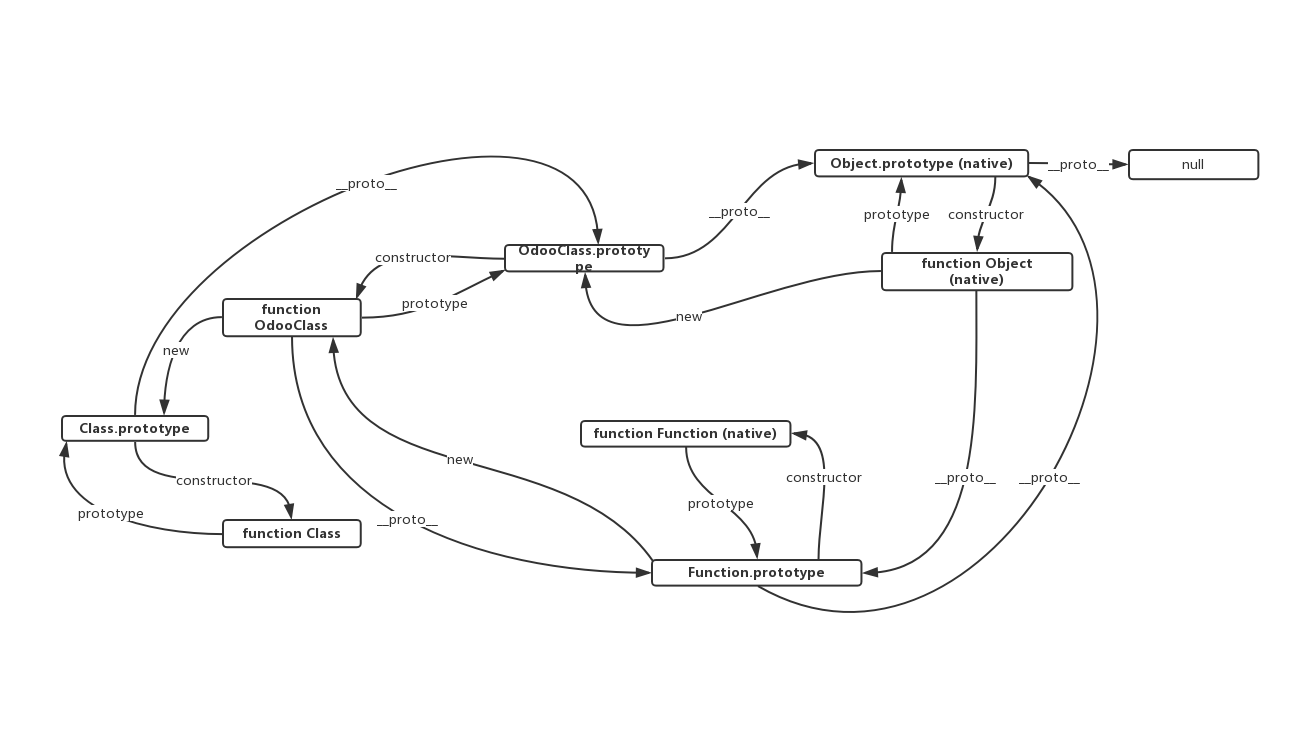 Object.prototype (native)
__proto__
null
__proto__
__proto__
prototype
constructor
OdooClass.prototy
pe
constructor
function Object
(native)
prototype
function
OdooClass
new
new
Class.prototype
function Function (native)
new
constructor
prototype
constructor
__proto__
__proto__
prototype
__proto__
function Class
Function.prototype